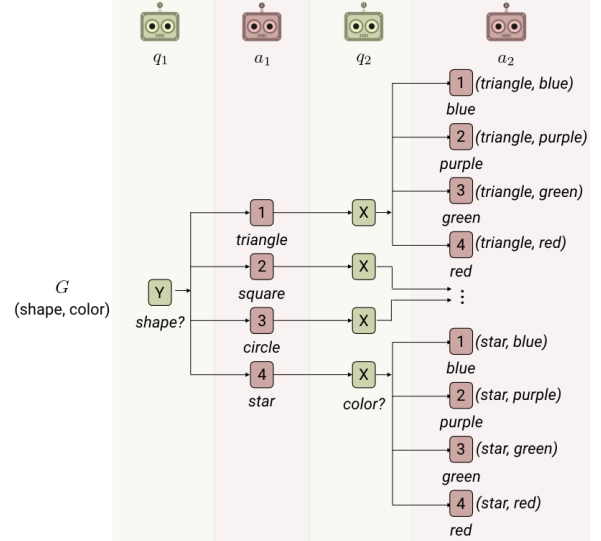 q₁ a₁ q₂ a₂
1 (triangle, blue)
blue
2 (triangle, purple)
purple
3 (triangle, green)
green
1 X 4 (triangle, red)
triangle red
2 X
square
G Y ⋮
(shape, color) shape?
3 X
circle
1 (star, blue)
blue
4 X
star color?
2 (star, purple)
purple
3 (star, green)
green
4 (star, red)
red